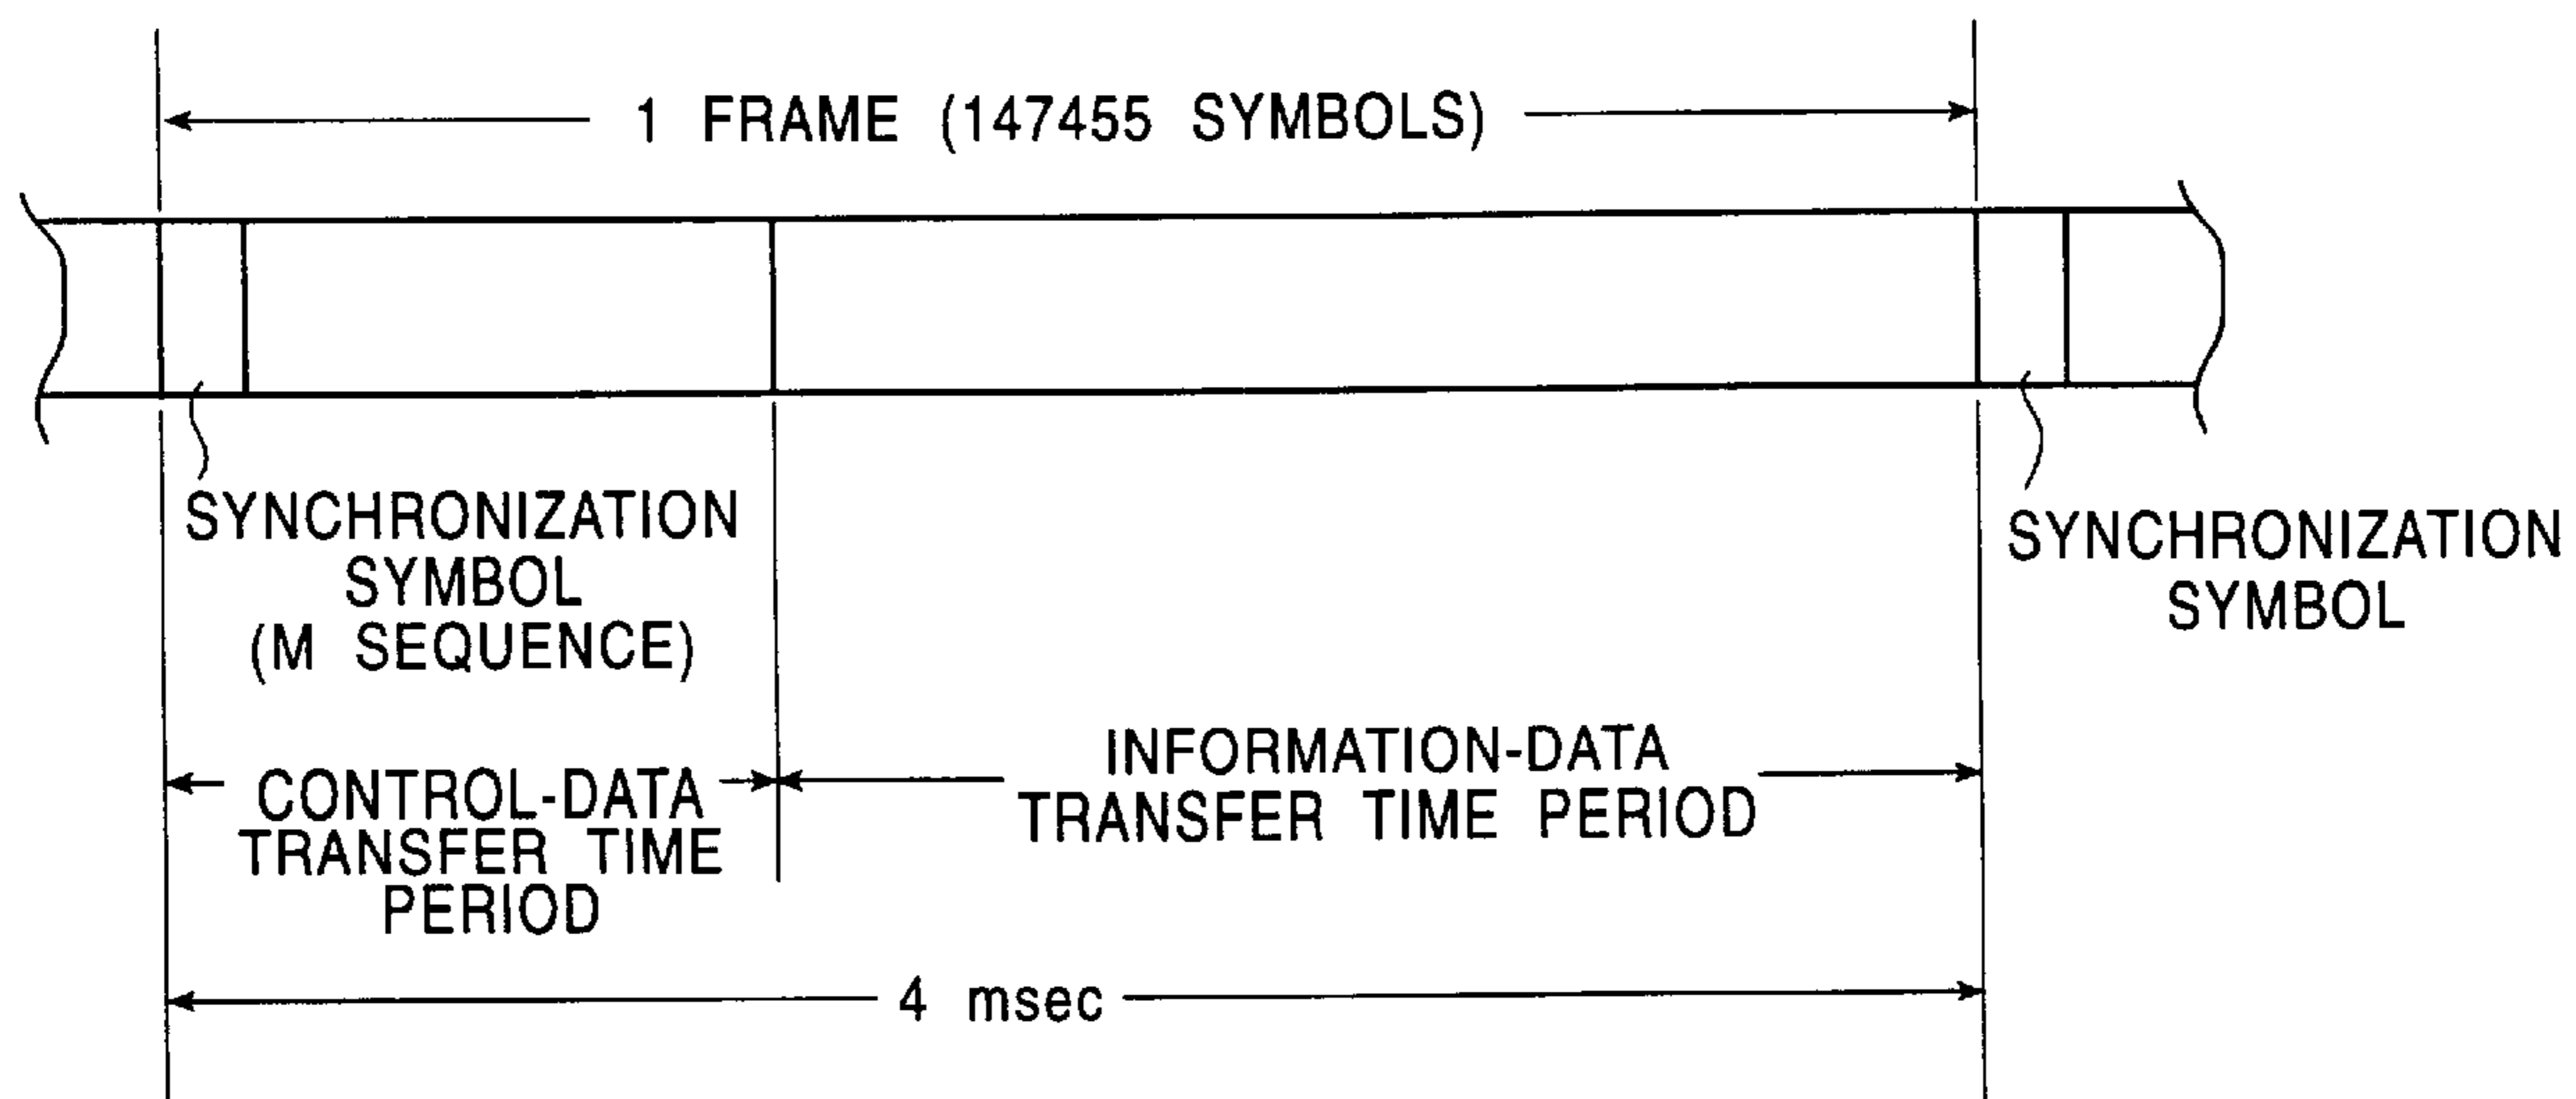 1 FRAME (147455 SYMBOLS)
SYNCHRONIZATION
SYMBOL
(M SEQUENCE)
SYNCHRONIZATION
SYMBOL
CONTROL-DATA
TRANSFER TIME
PERIOD
INFORMATION-DATA
TRANSFER TIME PERIOD
4 msec